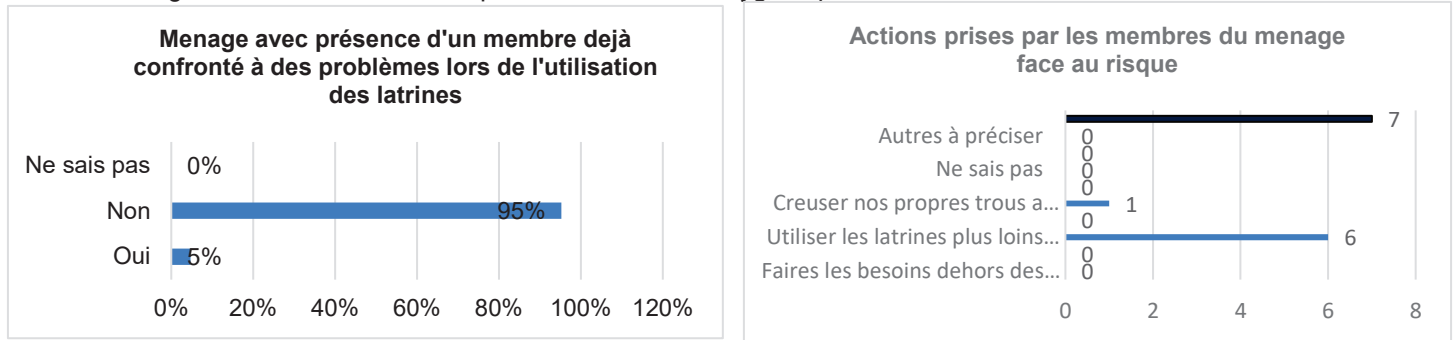 Menage avec présence d'un membre dejà
confronté à des problèmes lors de l'utilisation
des latrines
Ne sais pas
0%
Non
95%
Oui
5%
0% 20% 40% 60% 80% 100% 120%
Actions prises par les membres du menage
face au risque
7
Autres à préciser
0
0
Ne sais pas
0
0
Creuser nos propres trous a...
1
0
Utiliser les latrines plus loins...
6
0
Faires les besoins dehors des...
0
0 2 4 6 8